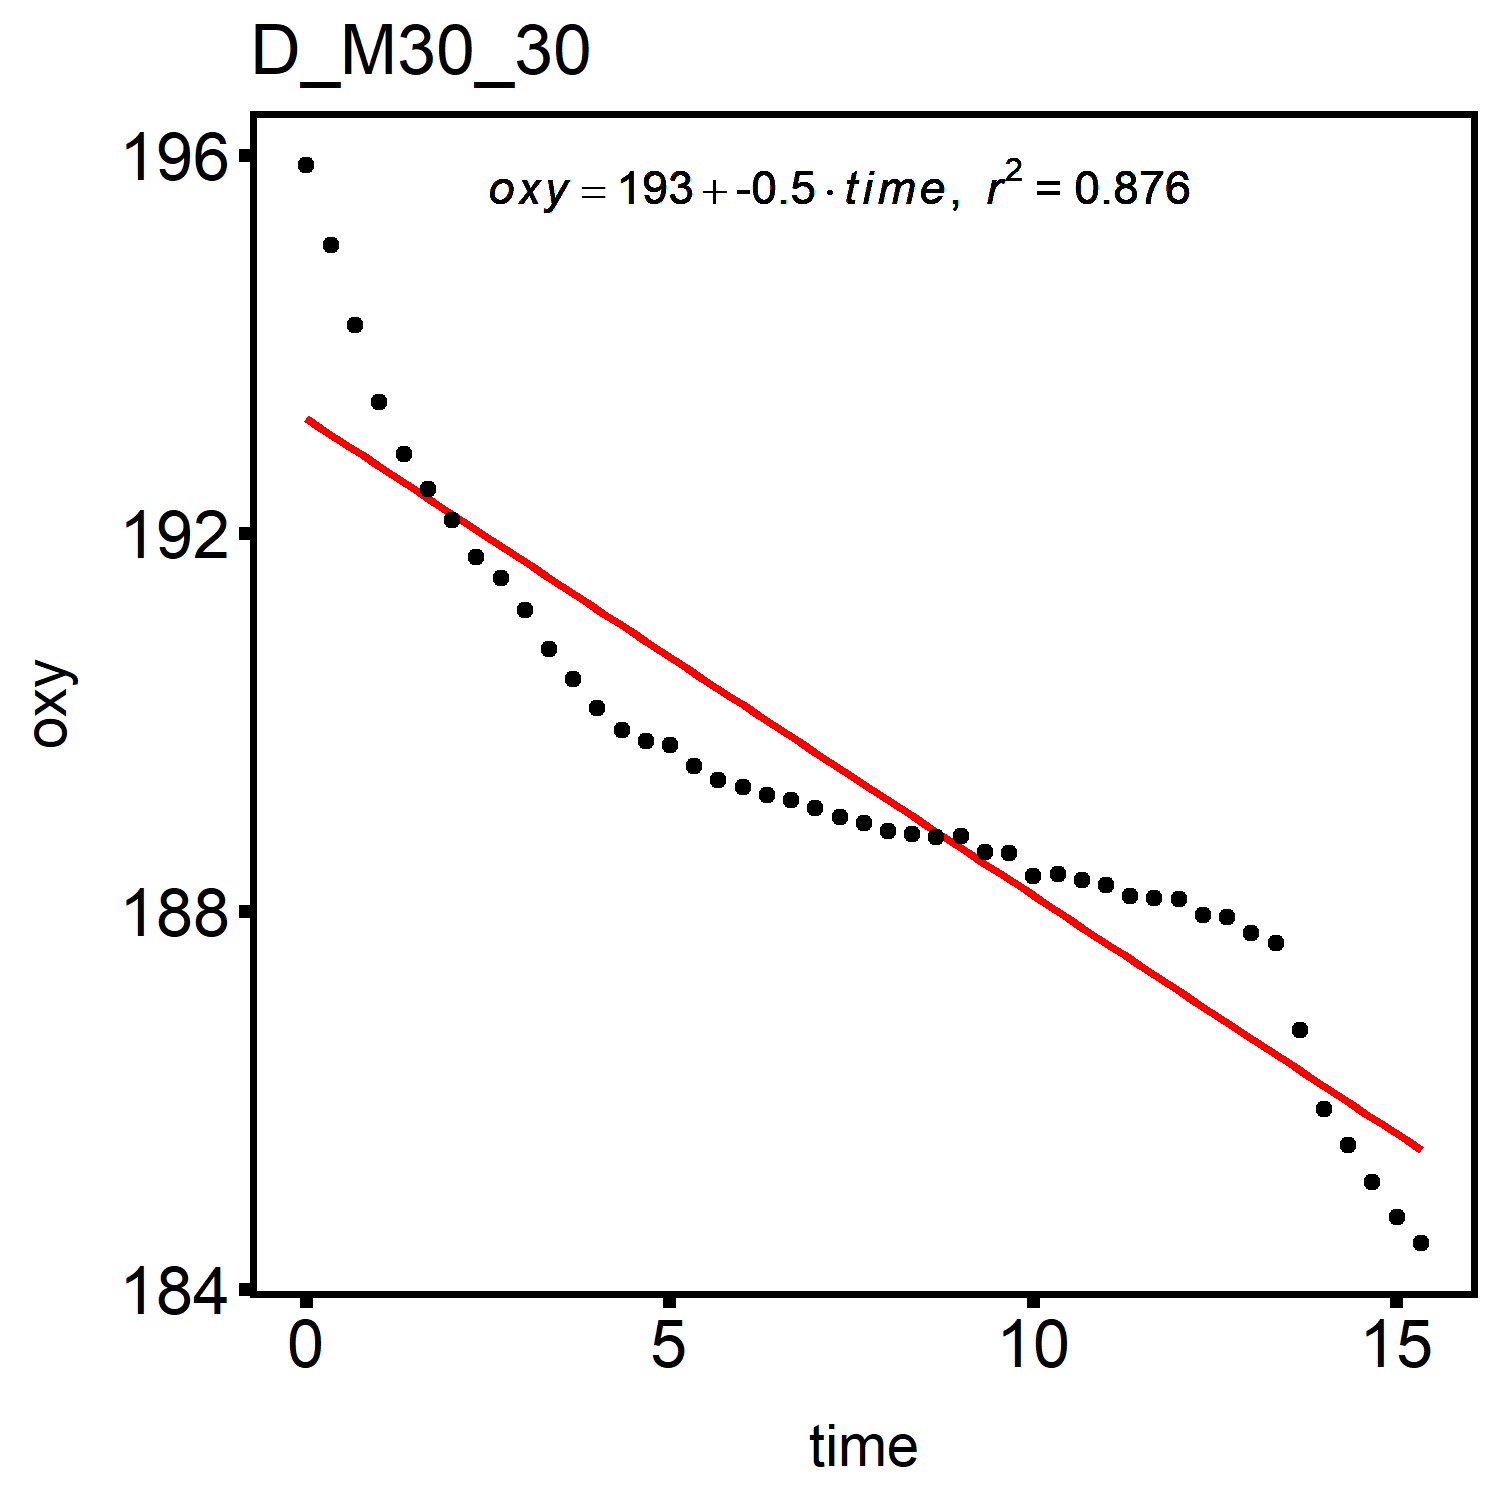 D_M30_30
oxy = 193 + -0.5 · time, r² = 0.876
196
192
188
184
oxy
0 5 10 15
time